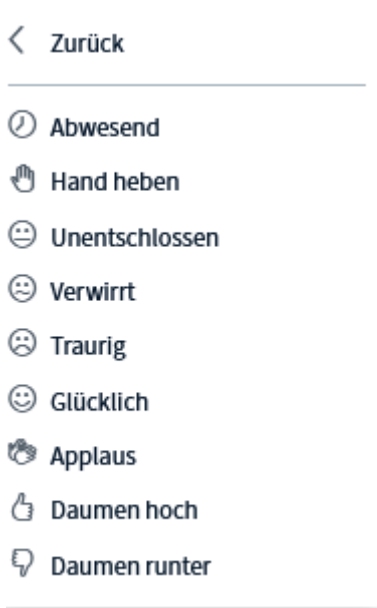 Zurück
Abwesend
Hand heben
Unentschlossen
Verwirrt
Traurig
Glücklich
Applaus
Daumen hoch
Daumen runter